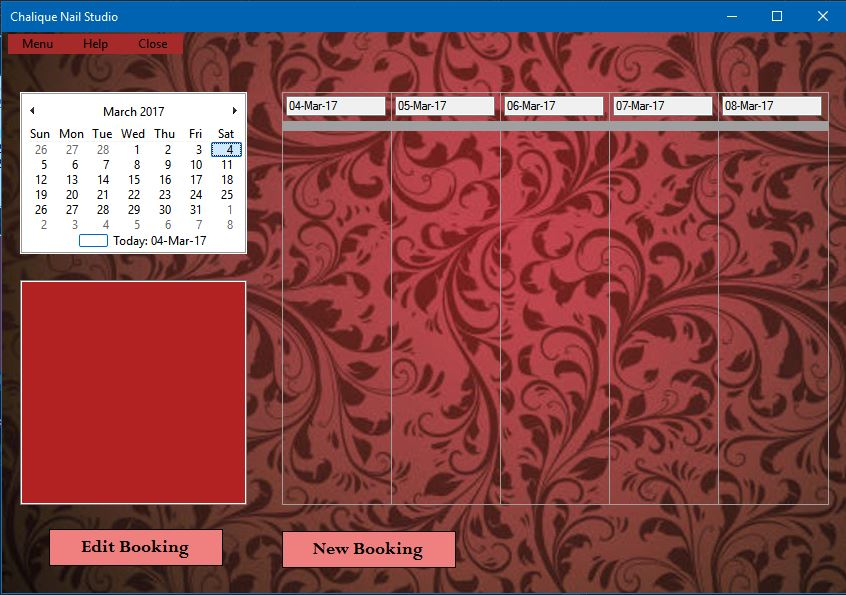 Chalique Nail Studio
Menu Help Close
March 2017
Sun Mon Tue Wed Thu Fri Sat
26 27 28 1 2 3 4
5 6 7 8 9 10 11
12 13 14 15 16 17 18
19 20 21 22 23 24 25
26 27 28 29 30 31 1
2 3 4 5 6 7 8
Today: 04-Mar-17
04-Mar-17 05-Mar-17 06-Mar-17 07-Mar-17 08-Mar-17
Edit Booking
New Booking